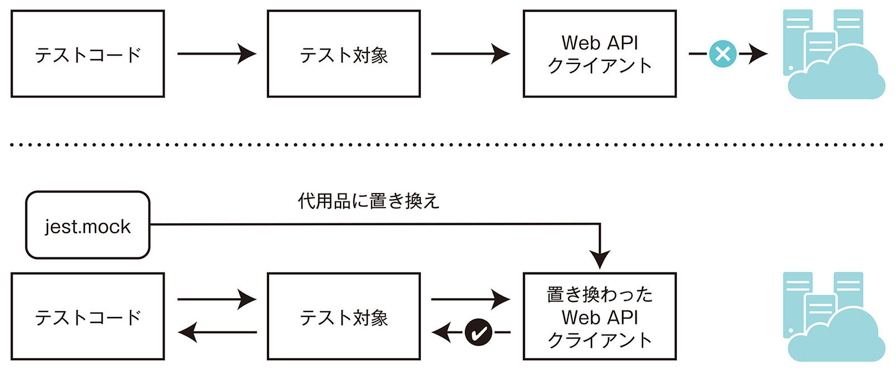 テストコード
テスト対象
Web API
クライアント
代用品に置き換え
jest.mock
テストコード
テスト対象
置き換わった
Web API
クライアント